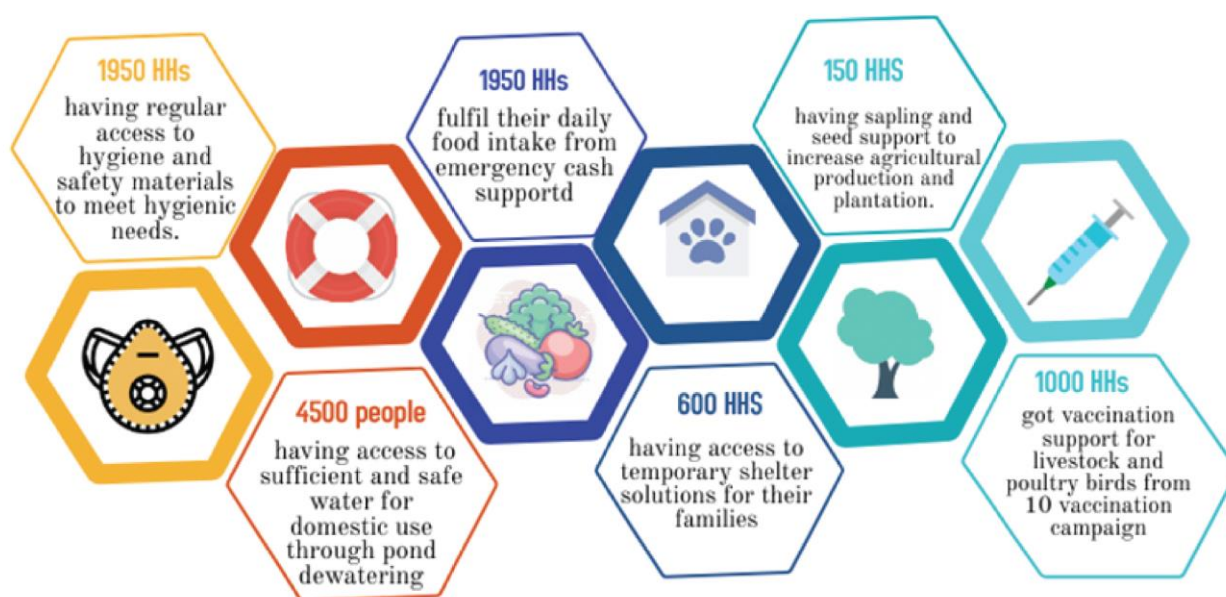 1950 HHs
having regular
access to
hygiene and
safety materials
to meet hygienic
needs.
4500 people
having access to
sufficient and safe
water for
domestic use
through pond
dewatering
1950 HHs
fulfil their daily
food intake from
emergency cash
supportd
600 HHS
having access to
temporary shelter
solutions for their
families
150 HHS
having sapling and
seed support to
increase agricultural
production and
plantation.
1000 HHs
got vaccination
support for
livestock and
poultry birds from
10 vaccination
campaign